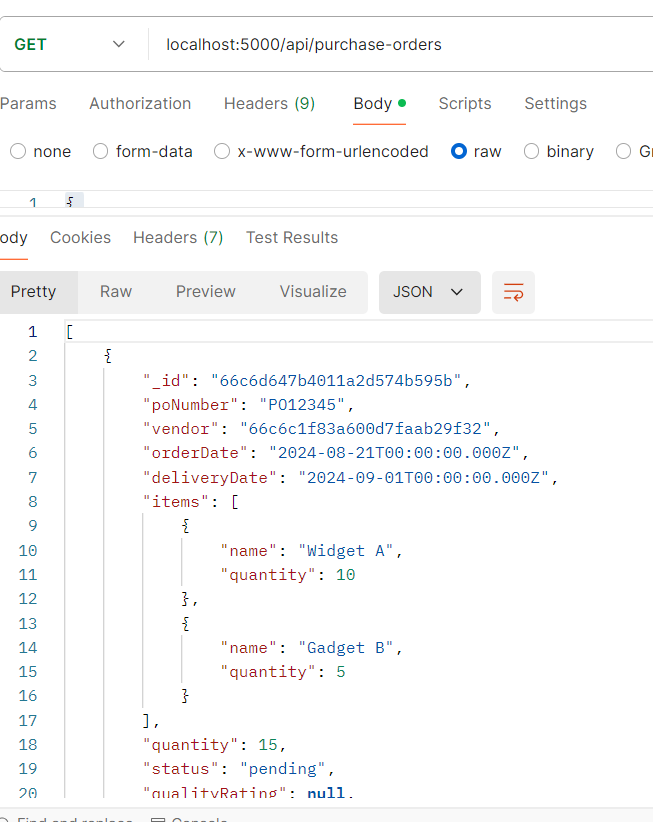 GET localhost:5000/api/purchase-orders
Params Authorization Headers (9) Body Scripts Settings
none form-data x-www-form-urlencoded raw binary
1 {
ody Cookies Headers (7) Test Results
Pretty Raw Preview Visualize JSON
1 [
2 {
3 "_id": "66c6d647b4011a2d574b595b",
4 "poNumber": "PO12345",
5 "vendor": "66c6c1f83a600d7faab29f32",
6 "orderDate": "2024-08-21T00:00:00.000Z",
7 "deliveryDate": "2024-09-01T00:00:00.000Z",
8 "items": [
9 {
10 "name": "Widget A",
11 "quantity": 10
12 },
13 {
14 "name": "Gadget B",
15 "quantity": 5
16 }
17 ],
18 "quantity": 15,
19 "status": "pending",
20 "qualityRating": null,
Find and replace Console